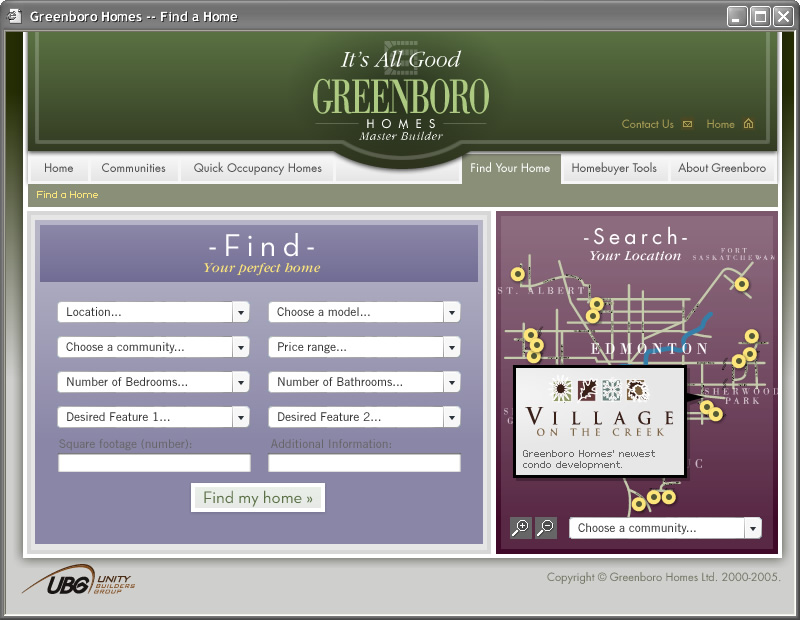 Greenboro Homes -- Find a Home
It's All Good
GREENBORO
HOMES
Master Builder
Contact Us
Home
Home
Communities
Quick Occupancy Homes
Find Your Home
Homebuyer Tools
About Greenboro
Find a Home
-Find-
Your perfect home
Location...
Choose a model...
Choose a community...
Price range...
Number of Bedrooms...
Number of Bathrooms...
Desired Feature 1...
Desired Feature 2...
Square footage (number):
Additional Information:
Find my home »
-Search-
Your Location
FORT
SASKATCHEWAN
ST. ALBERT
EDMONTON
SHERWOOD
PARK
VILLAGE
ON THE CREEK
Greenboro Homes' newest
condo development.
Choose a community...
UBG UNITY
BUILDERS
GROUP
Copyright © Greenboro Homes Ltd. 2000-2005.